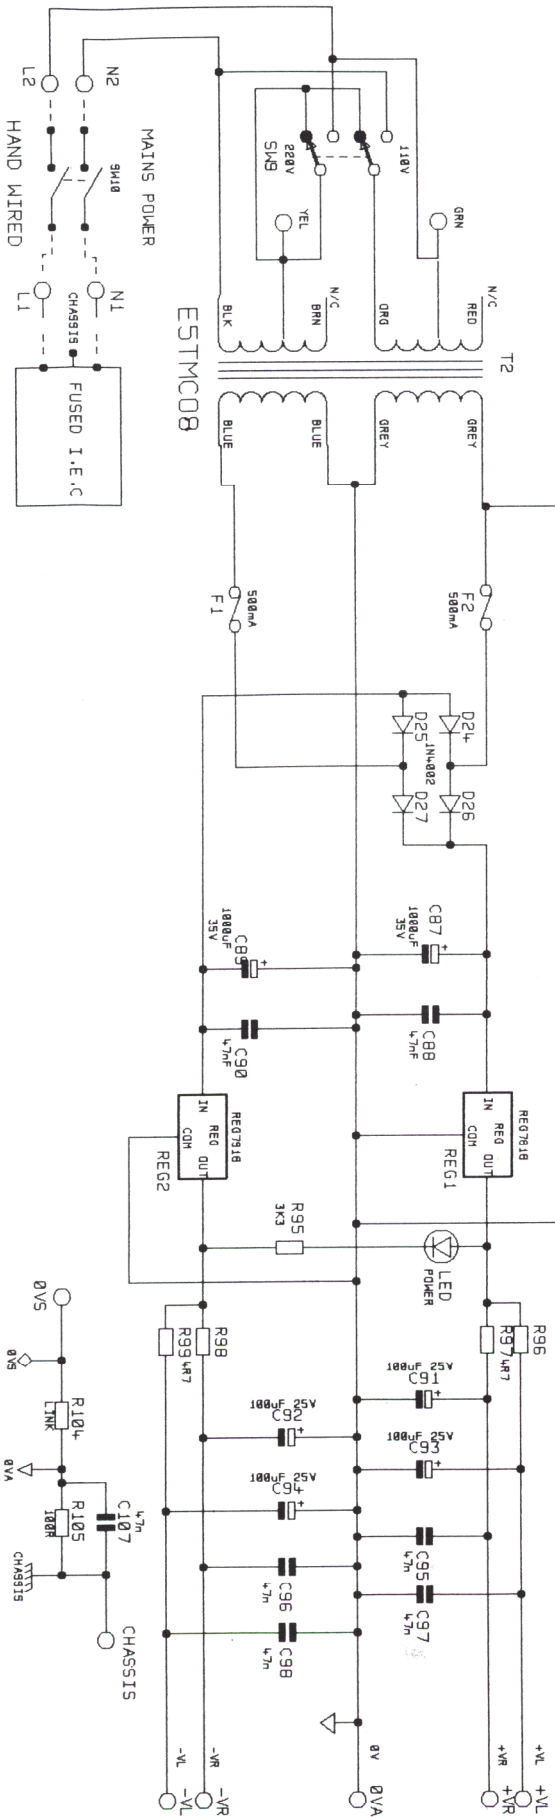 L2
N2
HAND WIRED
MAINS POWER
SW10
L1
N1
CHASSIS
FUSED I.E.C
SW9
220V
110V
YEL
GRN
N/C
N/C
BLK
BRN
ORG
RED
ESTMC08
T2
BLUE
BLUE
GREY
GREY
F1
500mA
F2
500mA
D25
D24
1N4002
D27
D26
C89
1000uF
35V
C87
1000uF
35V
C90
47nF
C88
47nF
REG7918
IN
REG
COM
OUT
REG2
REG7818
IN
REG
COM
OUT
REG1
R95
3K3
LED
POWER
R99
4R7
R98
R97
4R7
R96
100uF 25V
C91
100uF 25V
C92
100uF 25V
C93
100uF 25V
C94
C95
47n
C96
47n
C97
47n
C98
47n
0VS
0VS
R104
LINK
0VA
R105
100R
C107
47n
CHASSIS
CHASSIS
-VL
-VR
0V
+VR
+VL
-VL
-VR
0VA
+VR
+VL